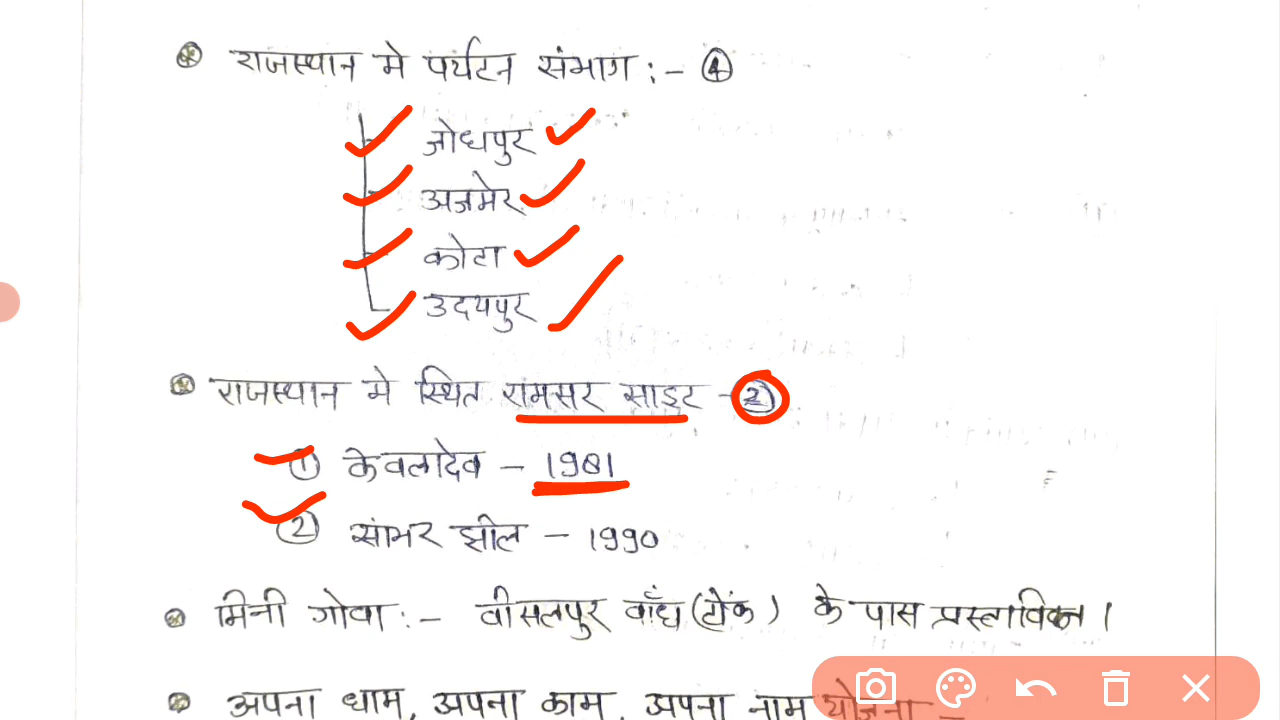 राजस्थान मे पर्यटन संभाग :- ④
जोधपुर
अजमेर
कोटा
उदयपुर
राजस्थान मे स्थित रामसर साइट - ②
① केवलादेव - 1981
② सांभर झील - 1990
मिनी गोवा :- वीसलपुर बाँध (टोंक) के पास प्रस्तावित ।
अपना धाम, अपना काम, अपना नाम योजना -